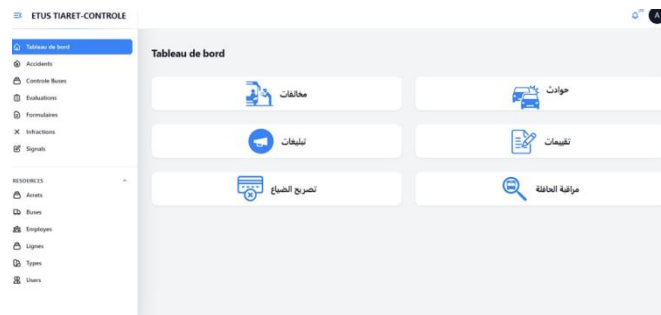 ETUS TIARET-CONTROLE
A
Tableau de bord
Accidents
Controle Buses
Evaluations
Formulaires
Infractions
Signals
RESOURCES
Arrets
Buses
Employes
Lignes
Types
Users
Tableau de bord
مخالفات
حوادث
تبليغات
تقييمات
تصريح الضياع
مراقبة الحافلة